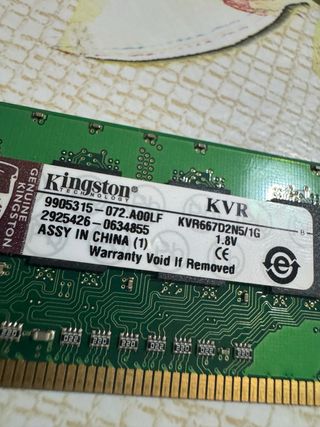 GENUINE
KINGSTON
Kingston
TECHNOLOGY
KVR
9905315-072.A00LF
KVR667D2N5/1G
2925426-0634855
1.8V
ASSY IN CHINA (1)
Warranty Void If Removed